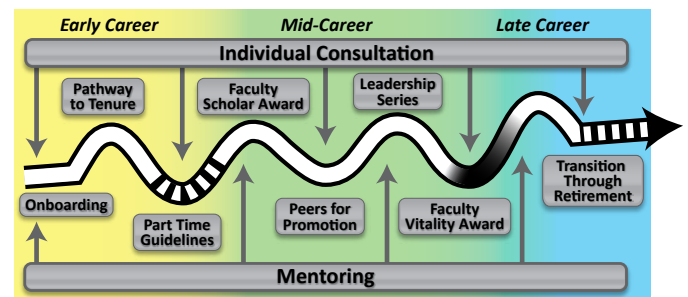 Early Career
Mid-Career
Late Career
Individual Consultation
Pathway
to Tenure
Faculty
Scholar Award
Leadership
Series
Onboarding
Part Time
Guidelines
Peers for
Promotion
Faculty
Vitality Award
Transition
Through
Retirement
Mentoring